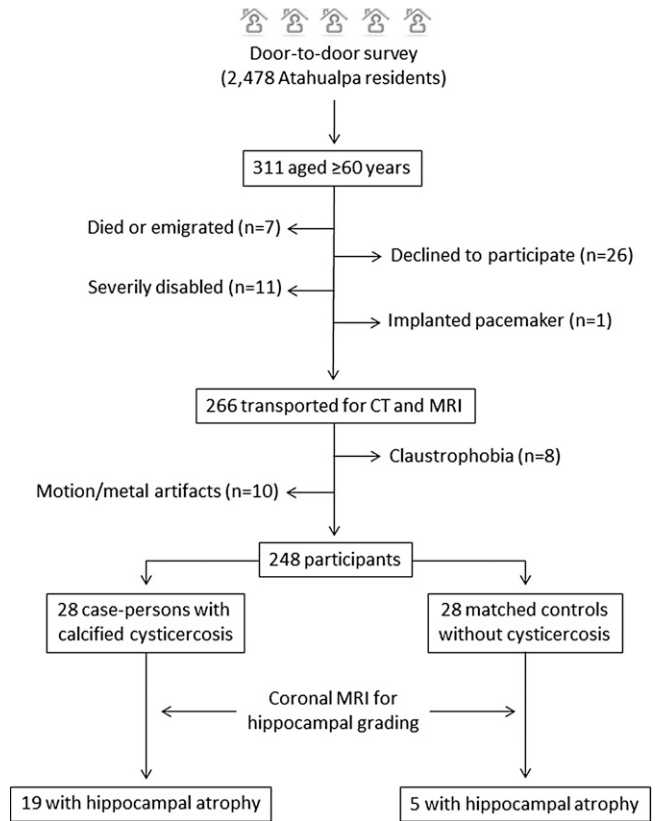 Door-to-door survey
(2,478 Atahualpa residents)
311 aged ≥60 years
Died or emigrated (n=7)
Declined to participate (n=26)
Severily disabled (n=11)
Implanted pacemaker (n=1)
266 transported for CT and MRI
Claustrophobia (n=8)
Motion/metal artifacts (n=10)
248 participants
28 case-persons with
calcified cysticercosis
28 matched controls
without cysticercosis
Coronal MRI for
hippocampal grading
19 with hippocampal atrophy
5 with hippocampal atrophy